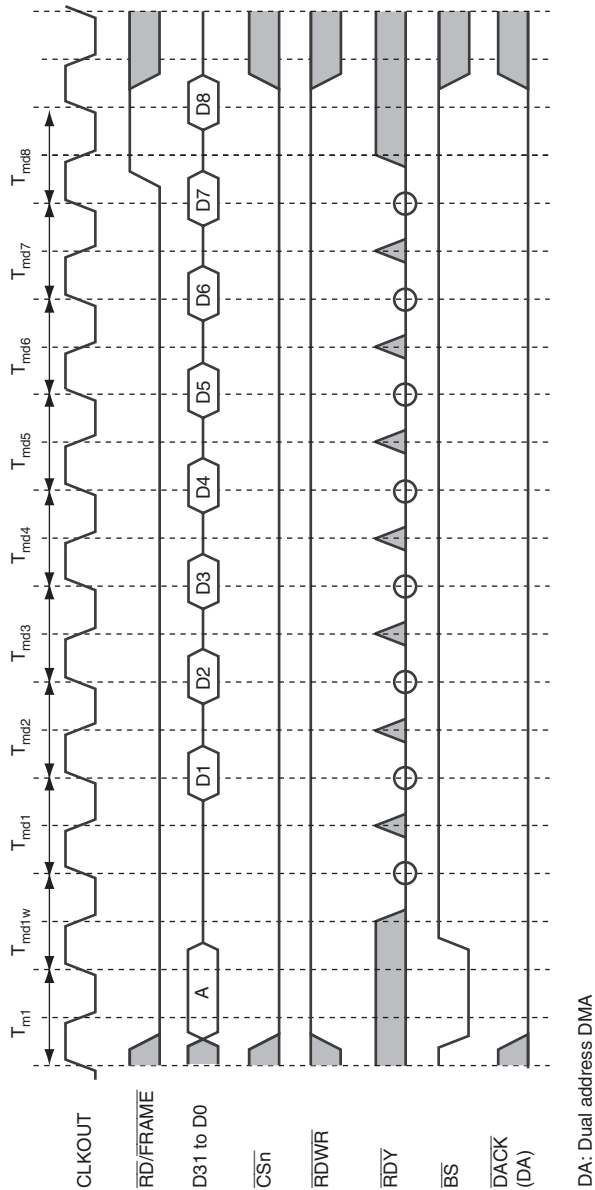 Tm1 Tmd1w Tmd1 Tmd2 Tmd3 Tmd4 Tmd5 Tmd6 Tmd7 Tmd8
CLKOUT
RD/FRAME
D31 to D0 A D1 D2 D3 D4 D5 D6 D7 D8
CSn
RDWR
RDY
BS
DACK
(DA)
DA: Dual address DMA